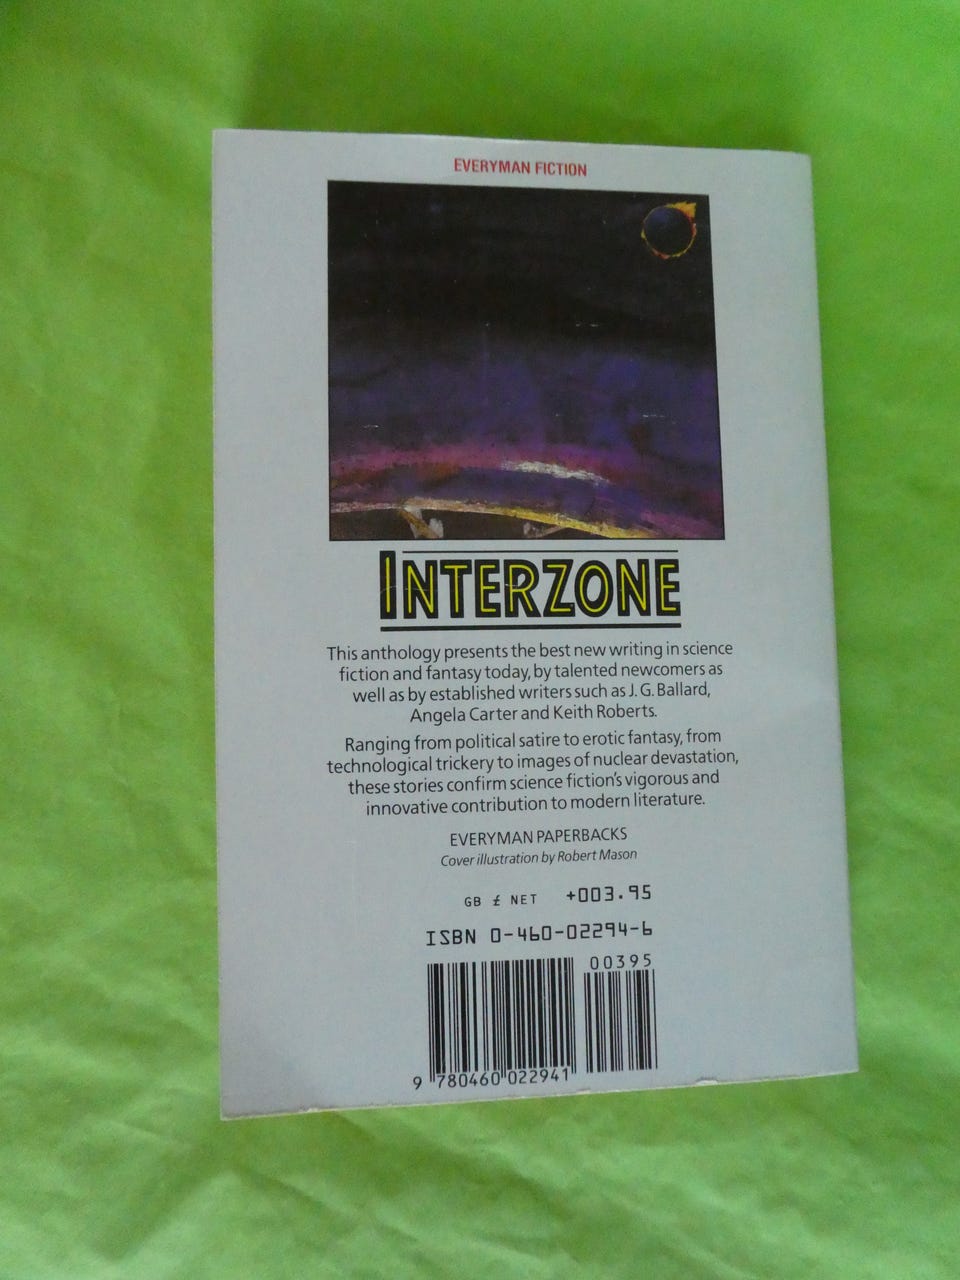 EVERYMAN FICTION
INTERZONE
This anthology presents the best new writing in science
fiction and fantasy today, by talented newcomers as
well as by established writers such as J.G. Ballard,
Angela Carter and Keith Roberts.
Ranging from political satire to erotic fantasy, from
technological trickery to images of nuclear devastation,
these stories confirm science fiction's vigorous and
innovative contribution to modern literature.
EVERYMAN PAPERBACKS
Cover illustration by Robert Mason
GB £ NET +003.95
ISBN 0-460-02294-6
00395
9 780460 022941